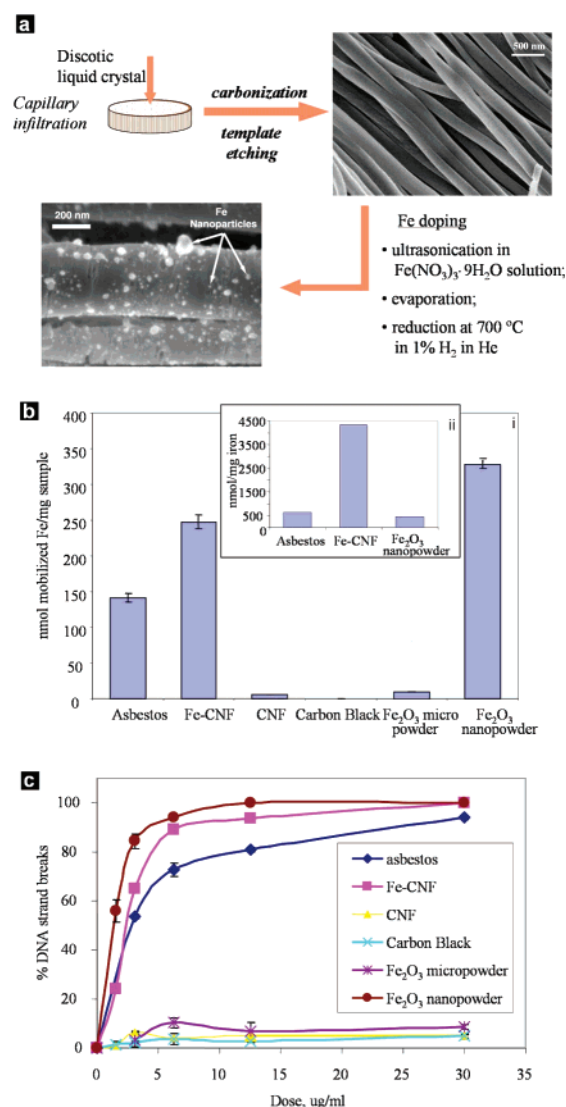 a
Discotic
liquid crystal
Capillary
infiltration
carbonization
template
etching
500 nm
200 nm
Fe
Nanoparticles
Fe doping
• ultrasonication in
Fe(NO₃)₃·9H₂O solution;
• evaporation;
• reduction at 700 °C
in 1% H₂ in He
b
nmol mobilized Fe/mg sample
400
350
300
250
200
150
100
50
0
i
ii
nmol/mg iron
4500
3500
2500
1500
500
Asbestos
Fe-CNF
Fe₂O₃
nanopowder
Asbestos
Fe-CNF
CNF
Carbon Black
Fe₂O₃ micro
powder
Fe₂O₃
nanopowder
c
% DNA strand breaks
100
80
60
40
20
0
asbestos
Fe-CNF
CNF
Carbon Black
Fe₂O₃ micropowder
Fe₂O₃ nanopowder
0 5 10 15 20 25 30 35
Dose, ug/ml